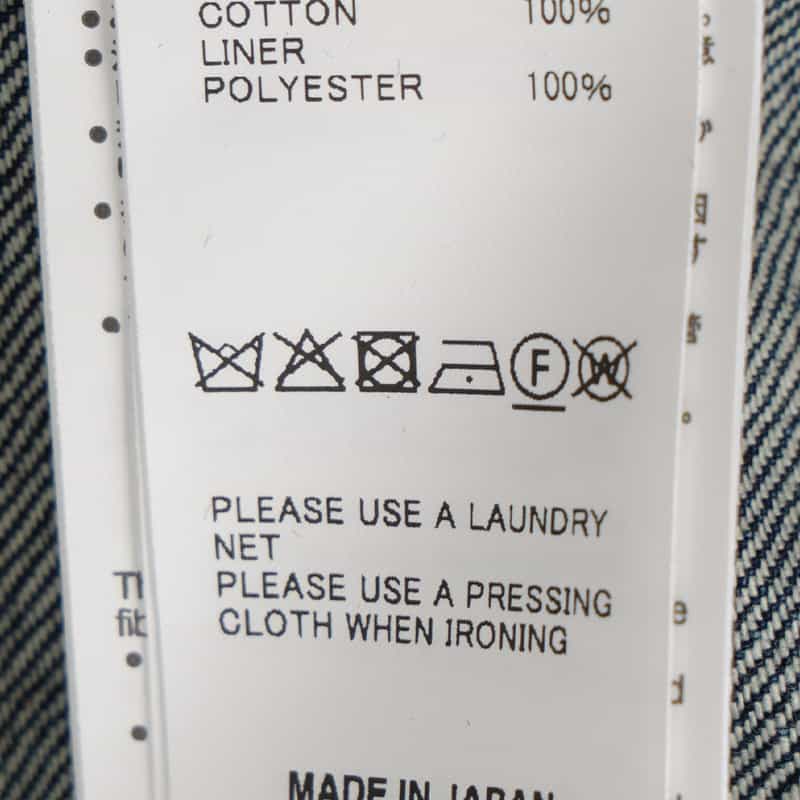 COTTON 100%
LINER
POLYESTER 100%
F W
PLEASE USE A LAUNDRY
NET
PLEASE USE A PRESSING
CLOTH WHEN IRONING
MADE IN JAPAN